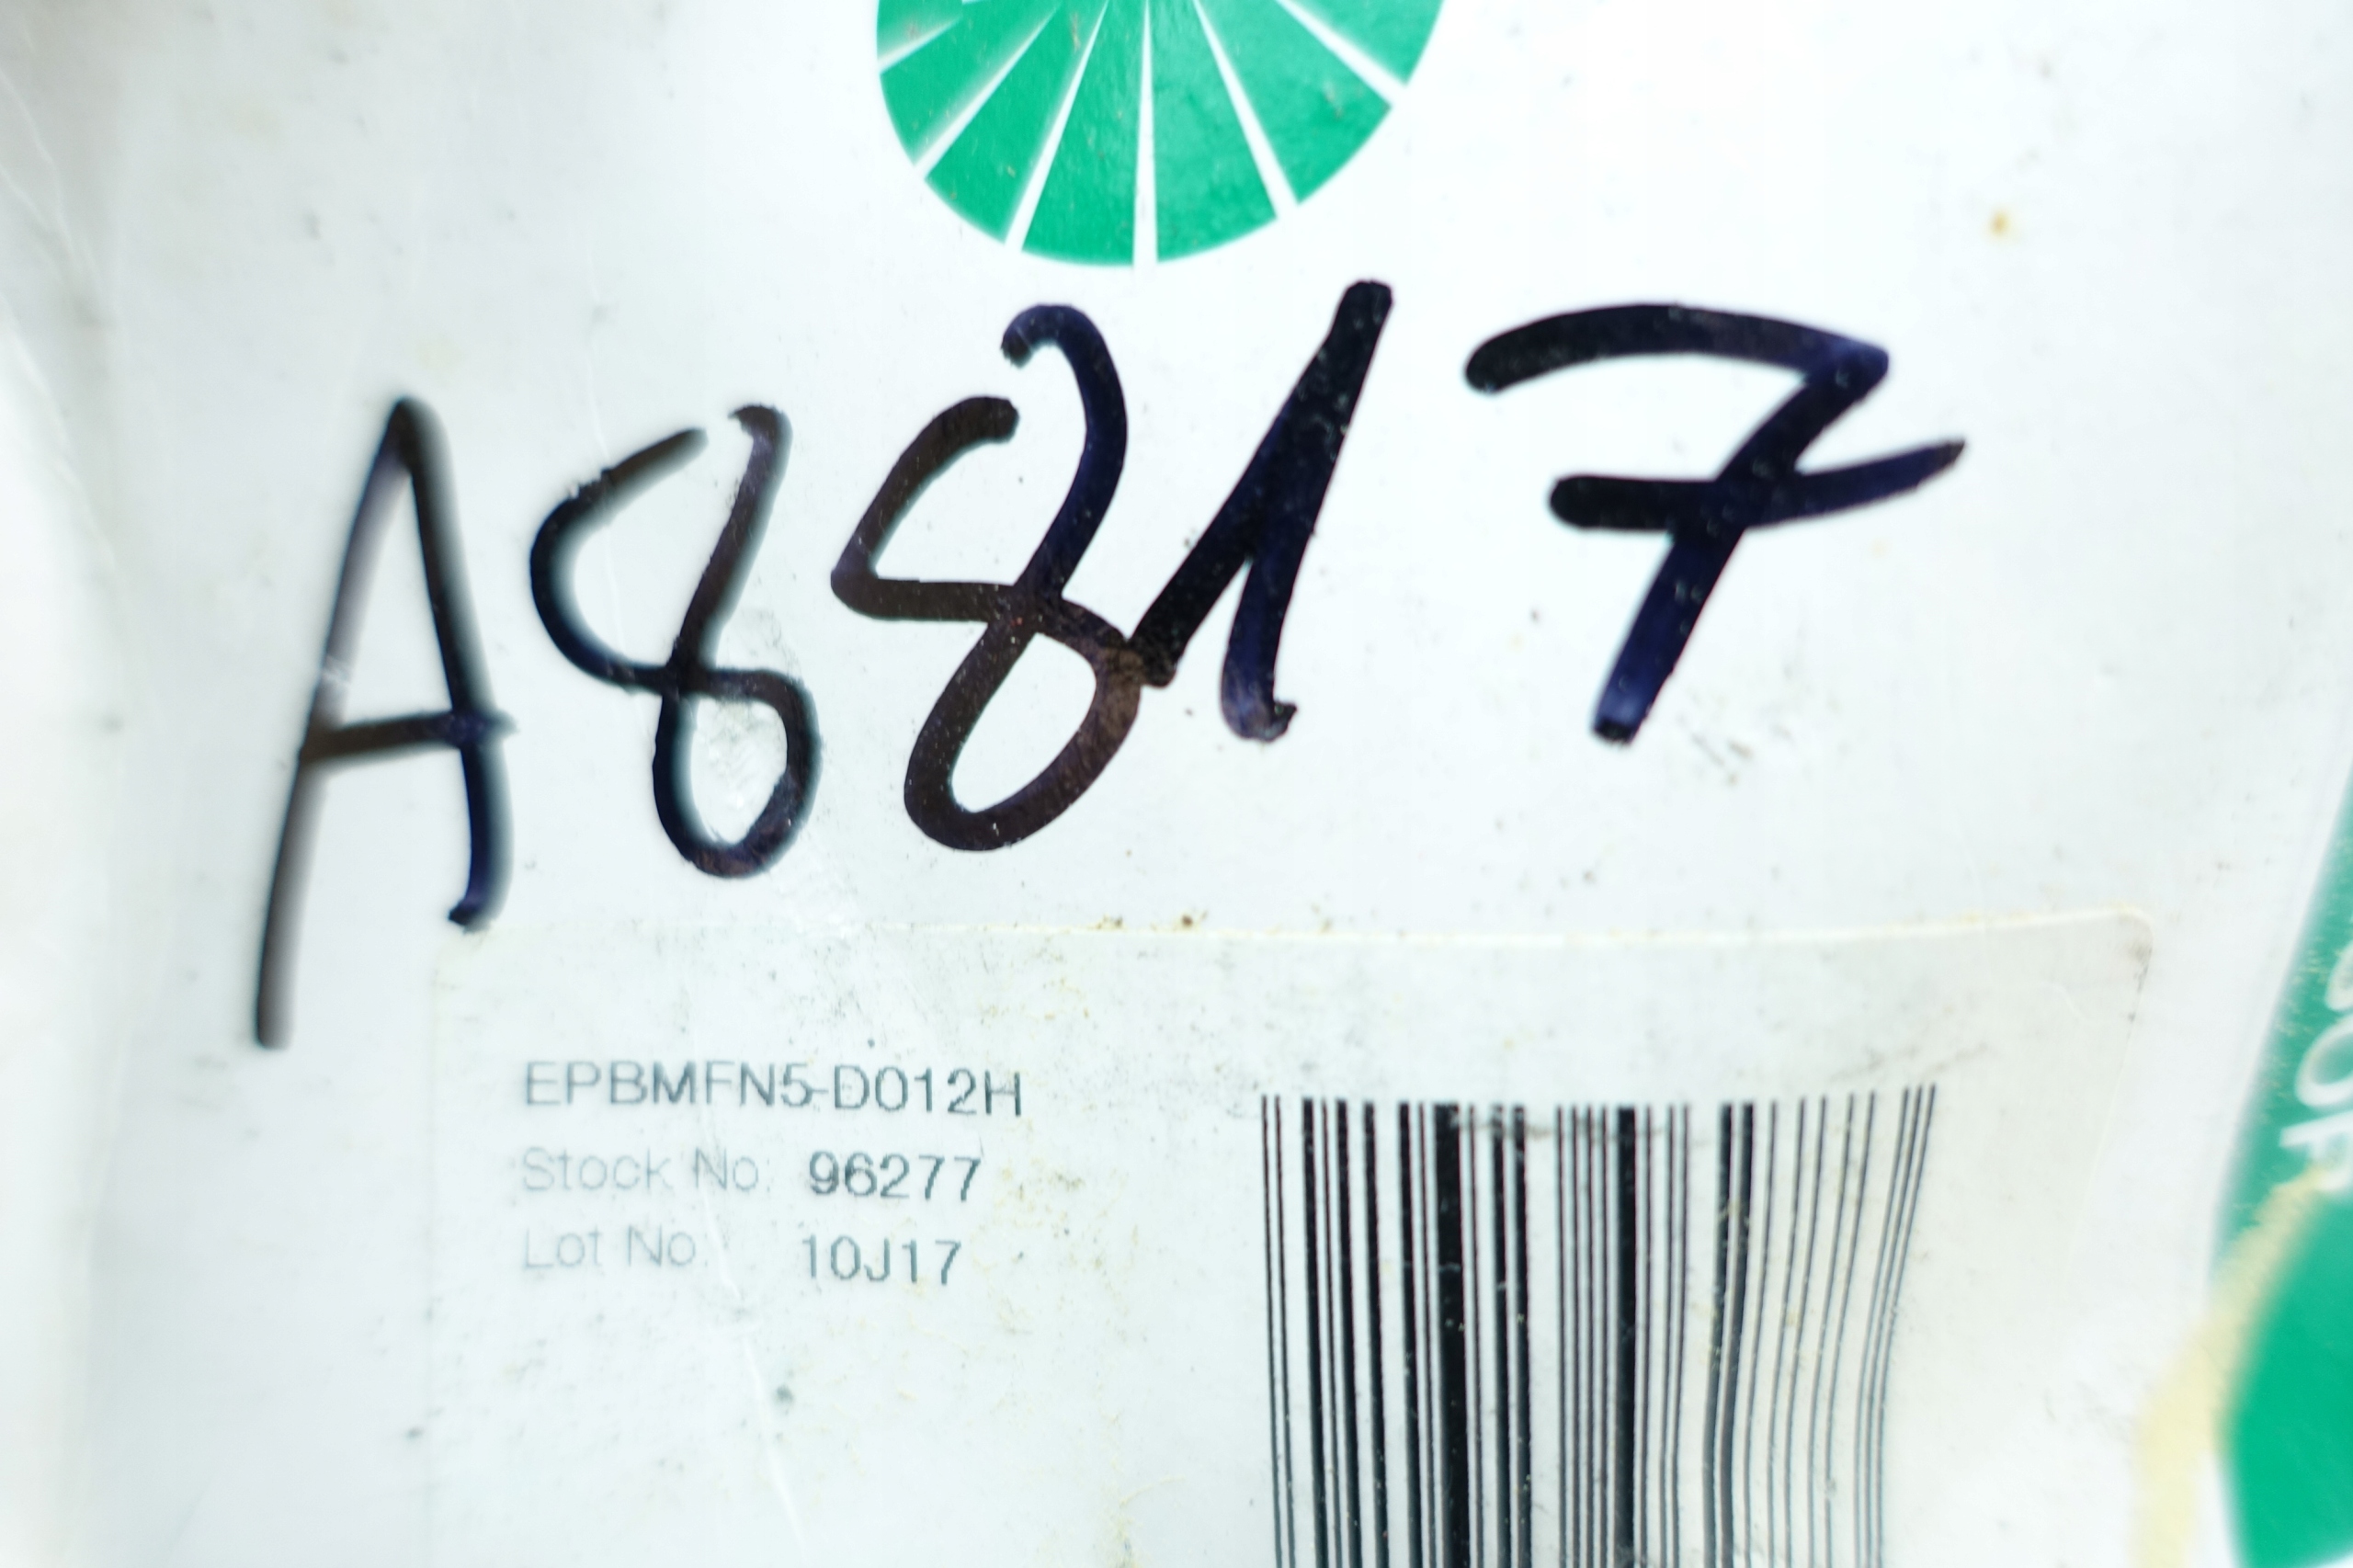 A8817
EPBMFN5-D012H
Stock No. 96277
Lot No. 10J17